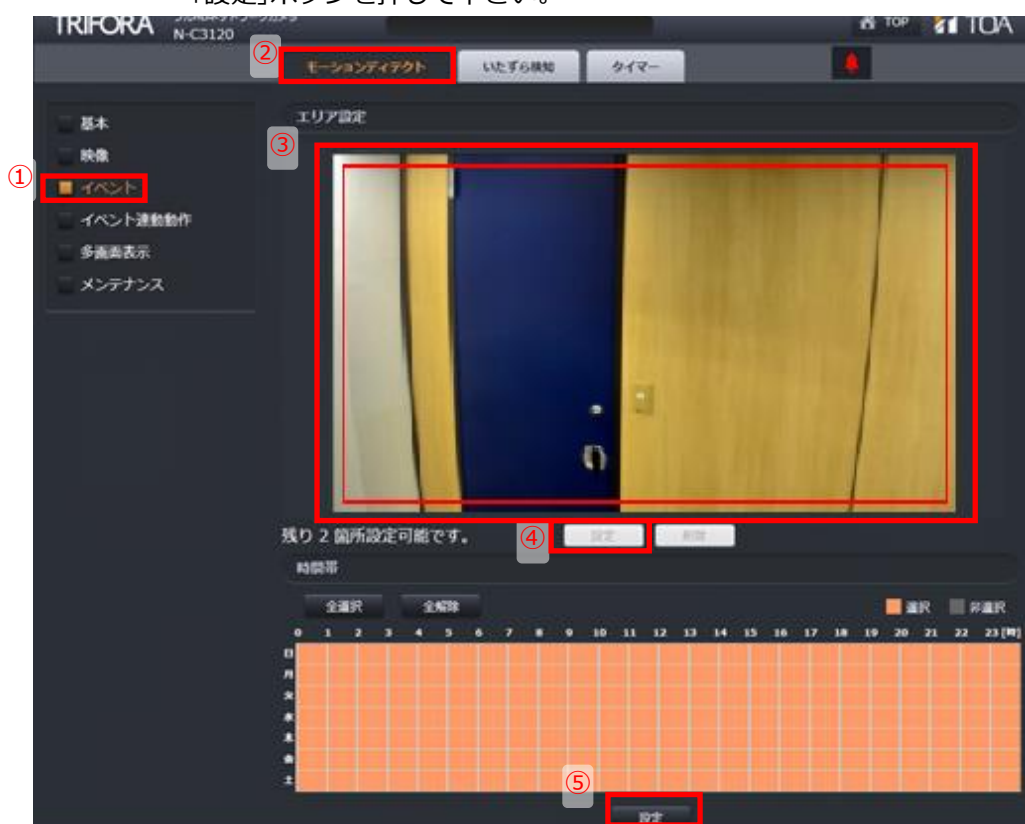 「設定」ボタンを押して下さい。
TRIFORA
N-C3120
TOP
TOA
② モーションディテクト いたずら検知 タイマー
エリア設定
基本
映像
① イベント
イベント連動動作
多画面表示
メンテナンス
③
残り 2 箇所設定可能です。
④ 設定 削除
時間帯
全選択 全解除 選択 非選択
0 1 2 3 4 5 6 7 8 9 10 11 12 13 14 15 16 17 18 19 20 21 22 23 [時]
日
月
火
水
木
金
土
⑤
設定